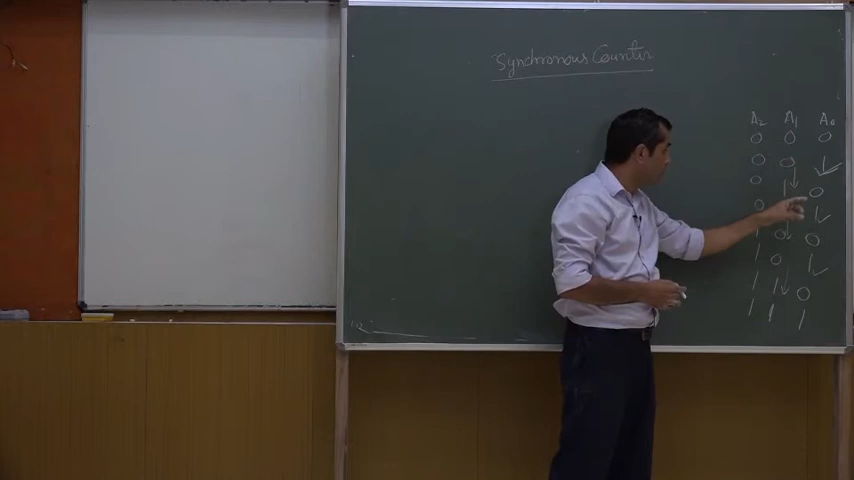 Synchronous Counter
A₂ A₁ A₀
0 0 0
0 0 1
0 1 0
0 1
1 0 0
1 0 1
1 1 0
1 1 1